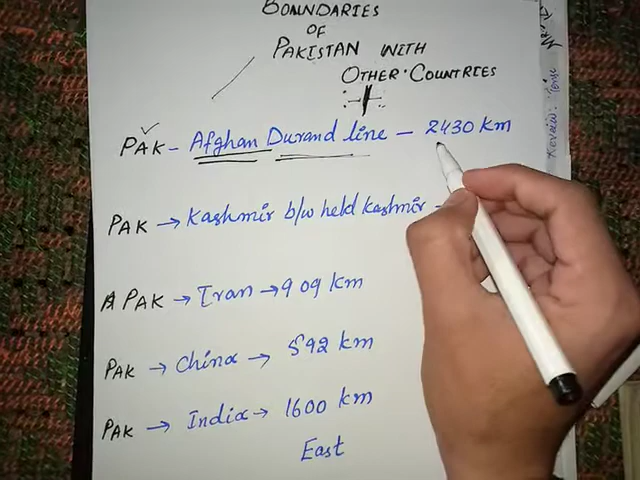 BOUNDARIES
OF
PAKISTAN WITH
OTHER COUNTRIES
PAK - Afghan Durand line - 2430 km
PAK → Kashmir b/w held Kashmir -
PAK → Iran → 909 km
PAK → China → 592 km
PAK → India → 1600 km
East